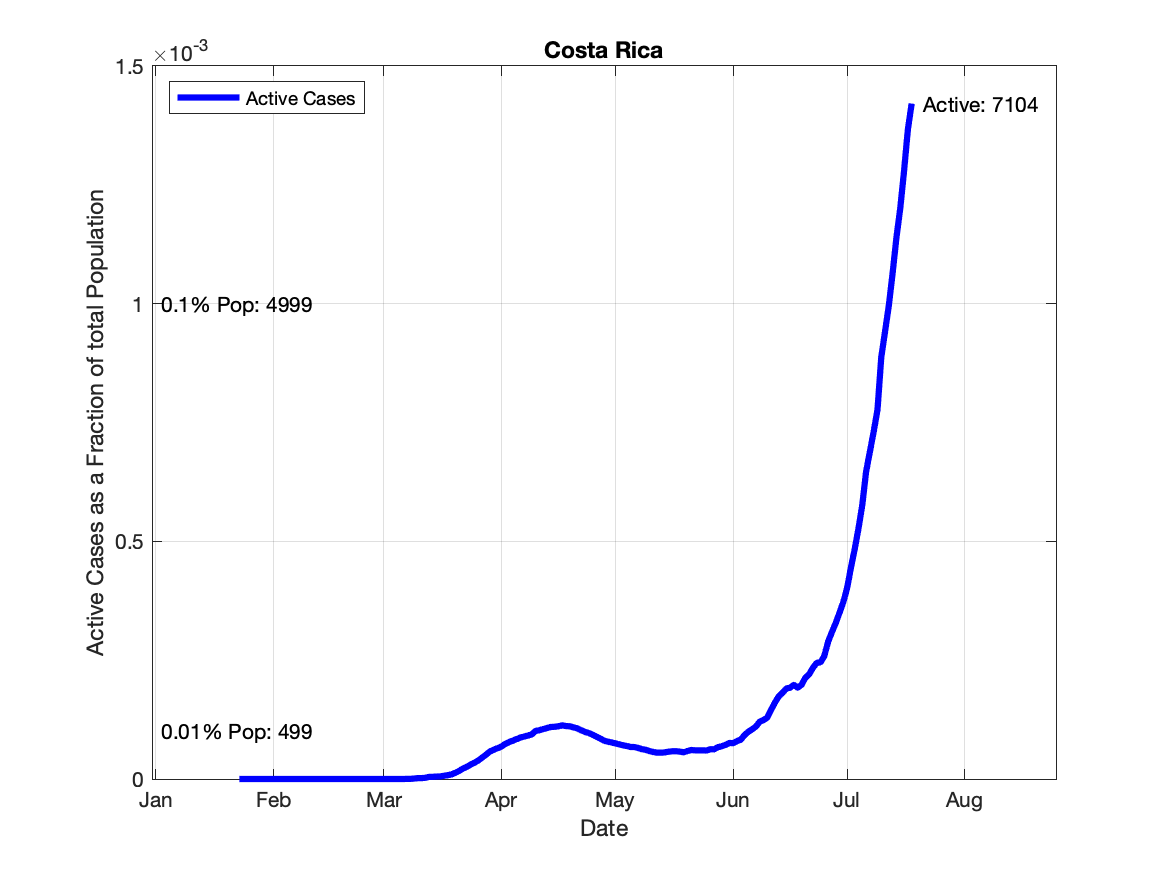 Costa Rica
×10-3
1.5
Active Cases
Active: 7104
1
0.1% Pop: 4999
0.5
0.01% Pop: 499
0
Active Cases as a Fraction of total Population
Jan Feb Mar Apr May Jun Jul Aug
Date